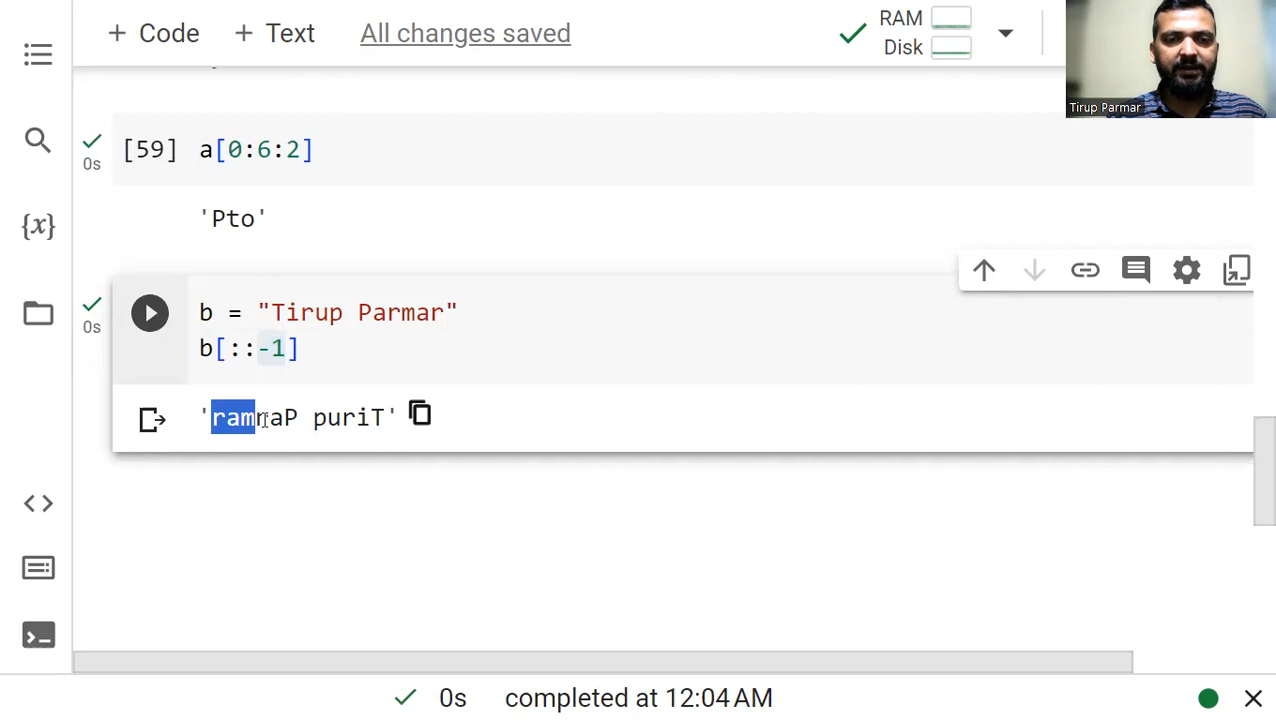 + Code + Text All changes saved
RAM
Disk
Tirup Parmar
[59] a[0:6:2]
0s
'Pto'
{x}
b = "Tirup Parmar"
0s
b[::-1]
'ramraP puriT'
0s completed at 12:04 AM